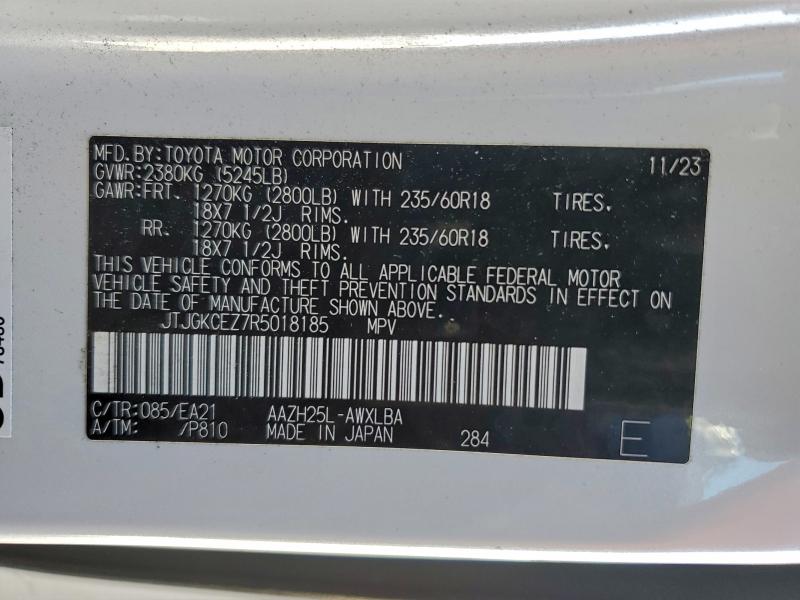 MFD.BY:TOYOTA MOTOR CORPORATION 11/23
GVWR:2380KG (5245LB)
GAWR:FRT. 1270KG (2800LB) WITH 235/60R18 TIRES.
18X7 1/2J RIMS.
RR. 1270KG (2800LB) WITH 235/60R18 TIRES.
18X7 1/2J RIMS.
THIS VEHICLE CONFORMS TO ALL APPLICABLE FEDERAL MOTOR
VEHICLE SAFETY AND THEFT PREVENTION STANDARDS IN EFFECT ON
THE DATE OF MANUFACTURE SHOWN ABOVE.
JTJGKCEZ7R5018185 MPV
C/TR:085/EA21 AAZH25L-AWXLBA
A/TM: /P810 MADE IN JAPAN 284 E